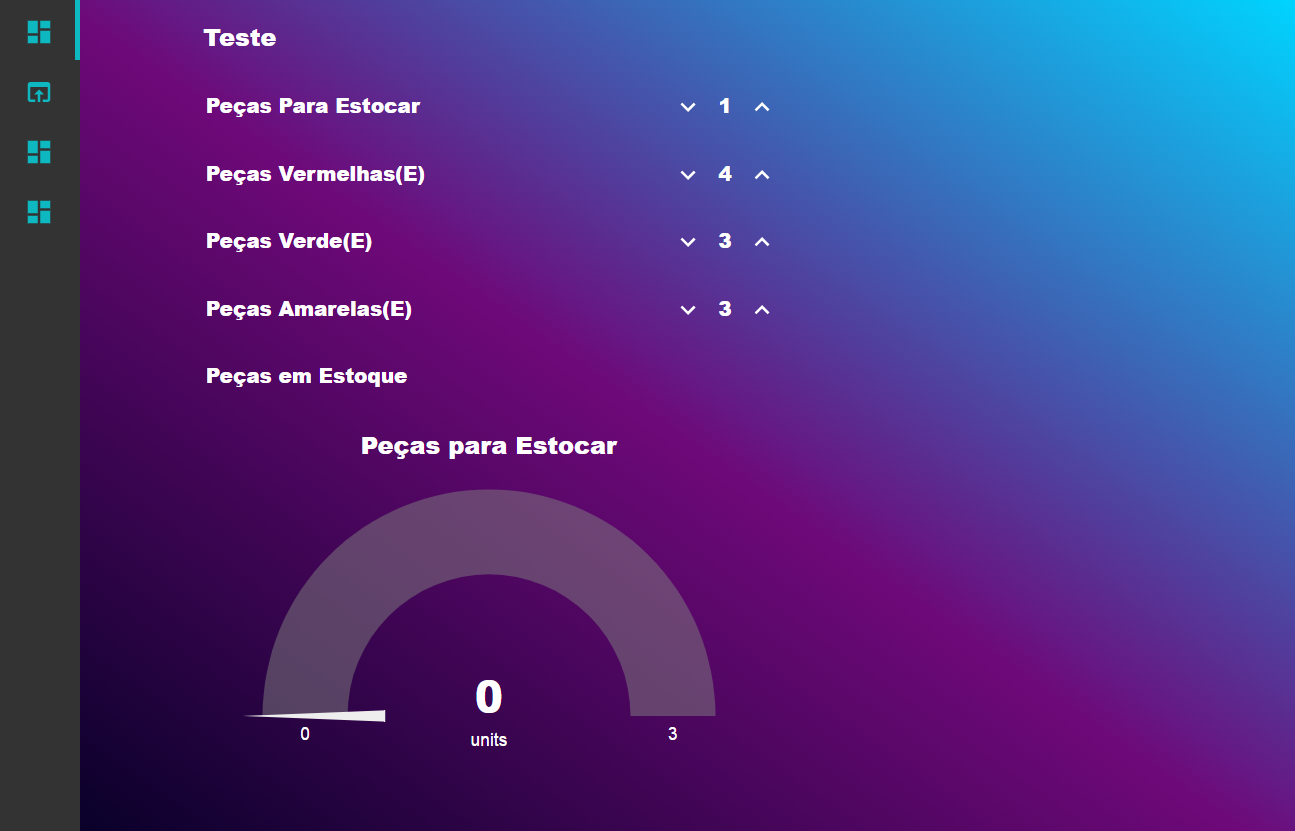 Teste
Peças Para Estocar 1
Peças Vermelhas(E) 4
Peças Verde(E) 3
Peças Amarelas(E) 3
Peças em Estoque
Peças para Estocar
0
units
0 3